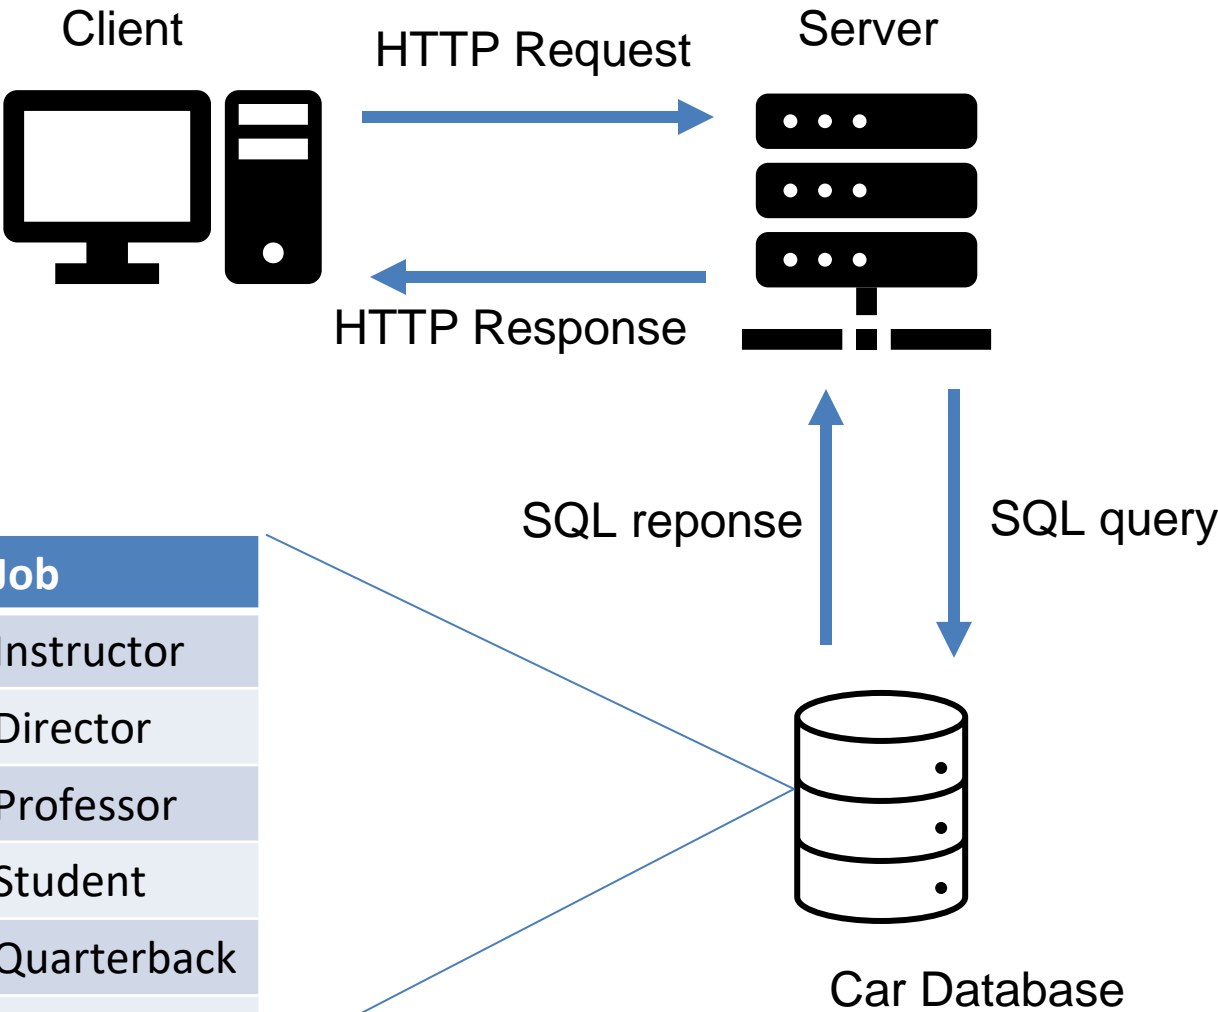 Client
HTTP Request
Server
HTTP Response
SQL reponse
SQL query
Job
Instructor
Director
Professor
Student
Quarterback
Car Database